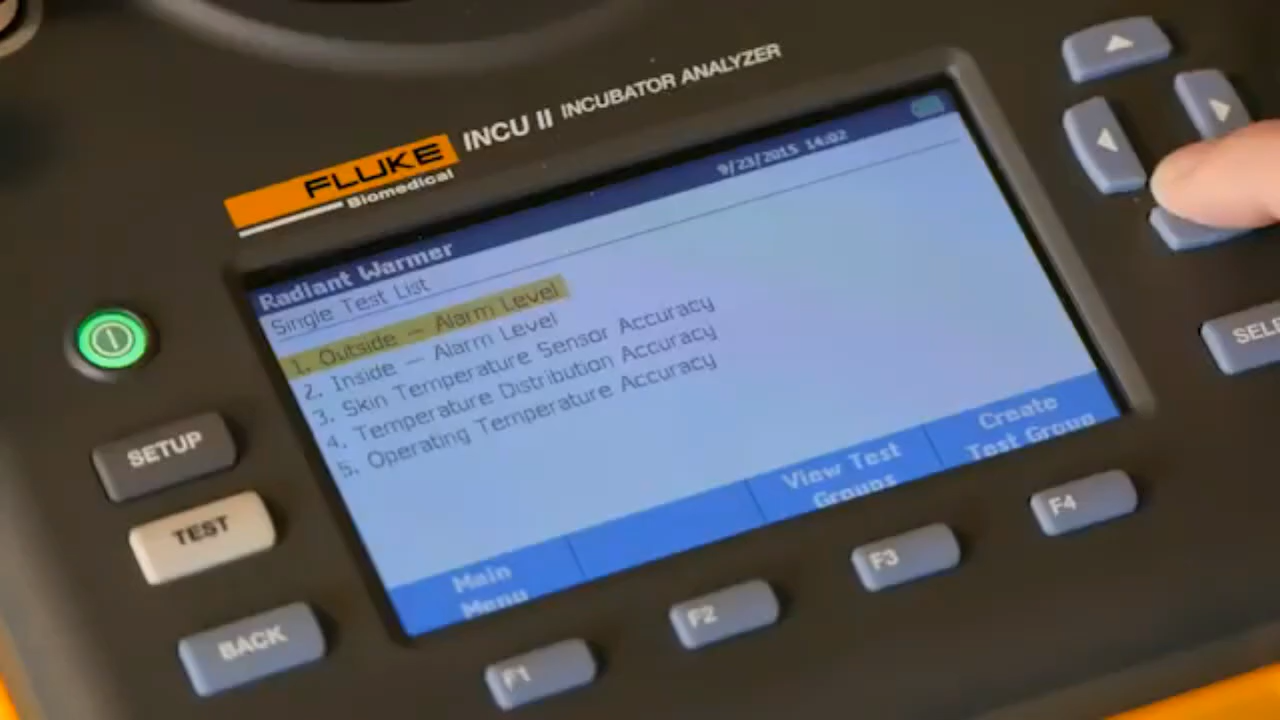 FLUKE
Biomedical
INCU II INCUBATOR ANALYZER
9/23/2015 14:02
Radiant Warmer
Single Test List
1. Outside – Alarm Level
2. Inside – Alarm Level
3. Skin Temperature Sensor Accuracy
4. Temperature Distribution Accuracy
5. Operating Temperature Accuracy
Main
Menu
View Test
Groups
Create
Test Group
SETUP
TEST
BACK
F1
F2
F3
F4